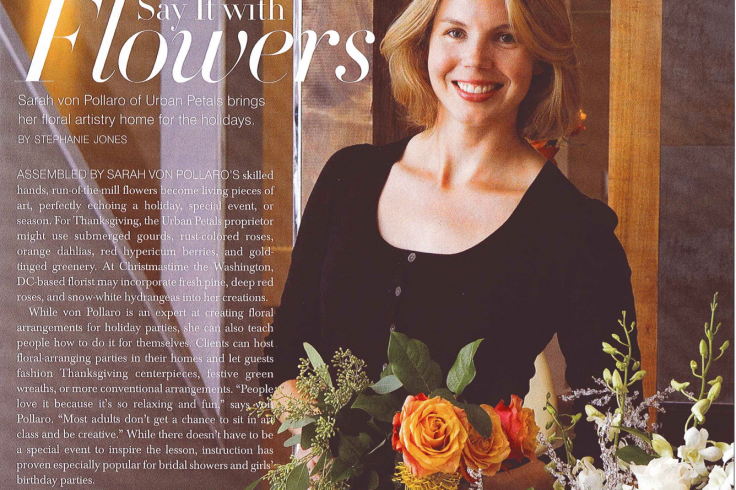 Say It with
Flowers
Sarah von Pollaro of Urban Petals brings
her floral artistry home for the holidays.
BY STEPHANIE JONES
ASSEMBLED BY SARAH VON POLLARO'S skilled
hands, run-of-the-mill flowers become living pieces of
art, perfectly echoing a holiday, special event, or
season. For Thanksgiving, the Urban Petals proprietor
might use submerged gourds, rust-colored roses,
orange dahlias, red hypericum berries, and gold-
tinged greenery. At Christmastime the Washington,
DC-based florist may incorporate fresh pine, deep red
roses, and snow-white hydrangeas into her creations.
While von Pollaro is an expert at creating floral
arrangements for holiday parties, she can also teach
people how to do it for themselves. Clients can host
floral-arranging parties in their homes and let guests
fashion Thanksgiving centerpieces, festive green
wreaths, or more conventional arrangements. “People
love it because it's so relaxing and fun,” says von
Pollaro. “Most adults don't get a chance to sit in art
class and be creative.” While there doesn't have to be
a special event to inspire the lesson, instruction has
proven especially popular for bridal showers and girls'
birthday parties.